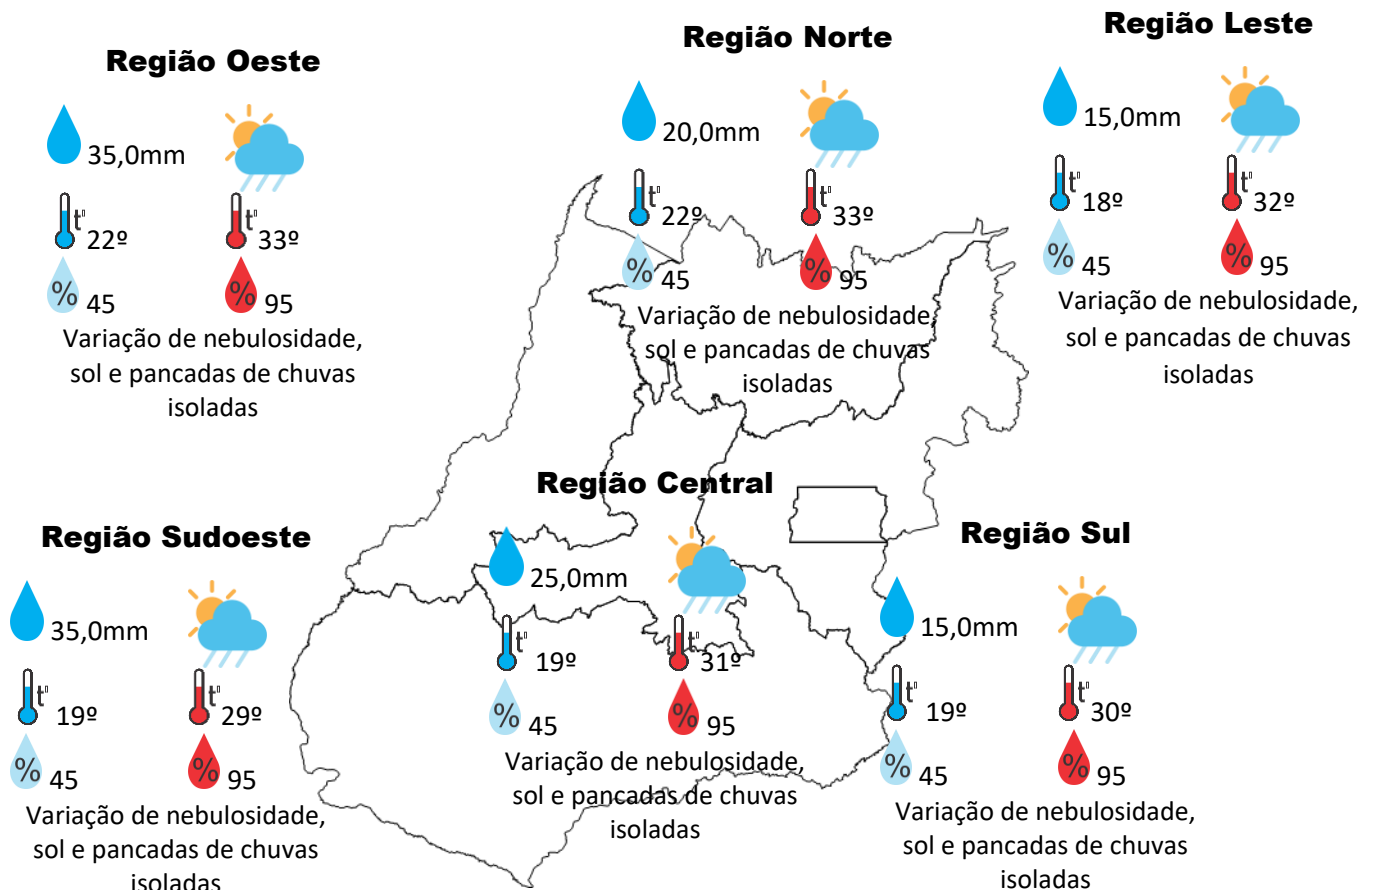 Região Oeste
35,0mm
t°
22º
t°
33º
% 45
% 95
Variação de nebulosidade,
sol e pancadas de chuvas
isoladas
Região Norte
20,0mm
t°
22º
t°
33º
% 45
% 95
Variação de nebulosidade,
sol e pancadas de chuvas
isoladas
Região Leste
15,0mm
t°
18º
t°
32º
% 45
% 95
Variação de nebulosidade,
sol e pancadas de chuvas
isoladas
Região Sudoeste
35,0mm
t°
19º
t°
29º
% 45
% 95
Variação de nebulosidade,
sol e pancadas de chuvas
isoladas
Região Central
25,0mm
t°
19º
t°
31º
% 45
% 95
Variação de nebulosidade,
sol e pancadas de chuvas
isoladas
Região Sul
15,0mm
t°
19º
t°
30º
% 45
% 95
Variação de nebulosidade,
sol e pancadas de chuvas
isoladas